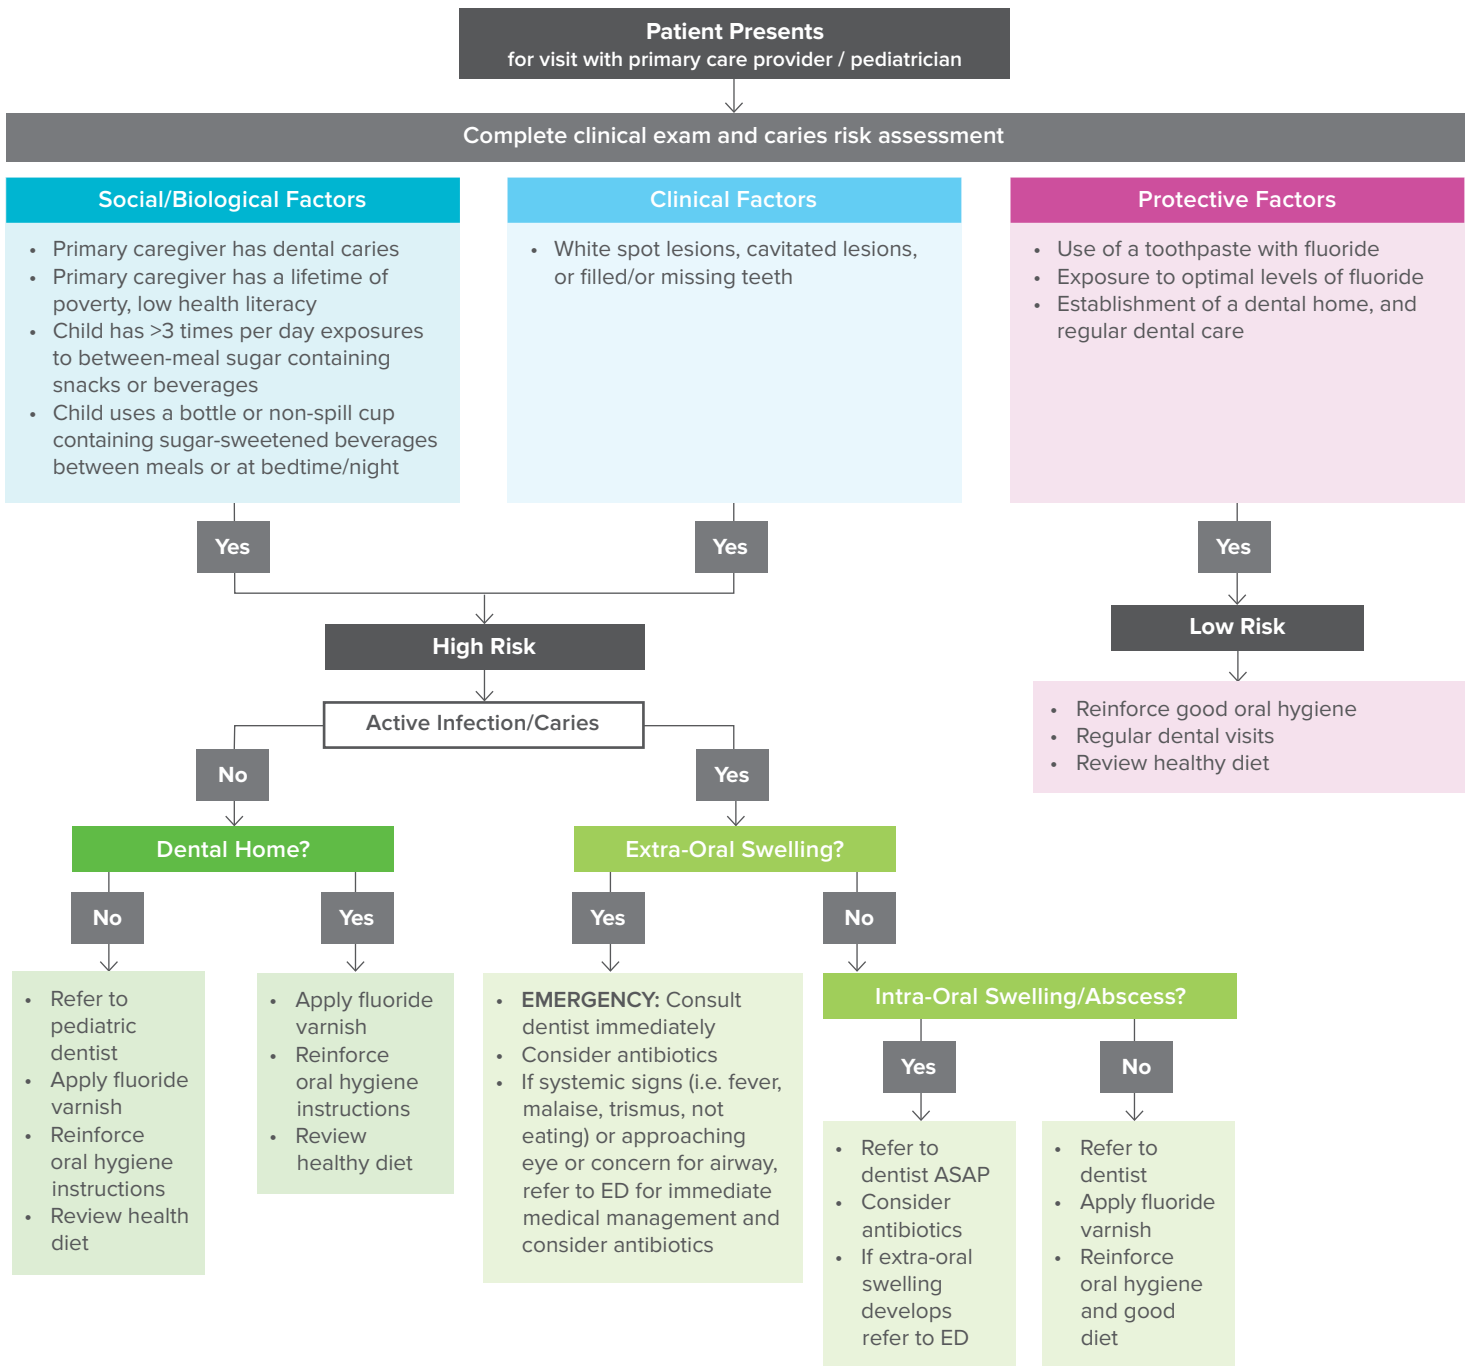 Patient Presents
for visit with primary care provider / pediatrician
Complete clinical exam and caries risk assessment
Social/Biological Factors
• Primary caregiver has dental caries
• Primary caregiver has a lifetime of
poverty, low health literacy
• Child has >3 times per day exposures
to between-meal sugar containing
snacks or beverages
• Child uses a bottle or non-spill cup
containing sugar-sweetened beverages
between meals or at bedtime/night
Clinical Factors
• White spot lesions, cavitated lesions,
or filled/or missing teeth
Protective Factors
• Use of a toothpaste with fluoride
• Exposure to optimal levels of fluoride
• Establishment of a dental home, and
regular dental care
Yes
Yes
Yes
High Risk
Low Risk
• Reinforce good oral hygiene
• Regular dental visits
• Review healthy diet
Active Infection/Caries
No
Yes
Dental Home?
Extra-Oral Swelling?
No
Yes
Yes
No
• Refer to
pediatric
dentist
• Apply fluoride
varnish
• Reinforce
oral hygiene
instructions
• Review health
diet
• Apply fluoride
varnish
• Reinforce
oral hygiene
instructions
• Review
healthy diet
• EMERGENCY: Consult
dentist immediately
• Consider antibiotics
• If systemic signs (i.e. fever,
malaise, trismus, not
eating) or approaching
eye or concern for airway,
refer to ED for immediate
medical management and
consider antibiotics
Intra-Oral Swelling/Abscess?
Yes
No
• Refer to
dentist ASAP
• Consider
antibiotics
• If extra-oral
swelling
develops
refer to ED
• Refer to
dentist
• Apply fluoride
varnish
• Reinforce
oral hygiene
and good
diet